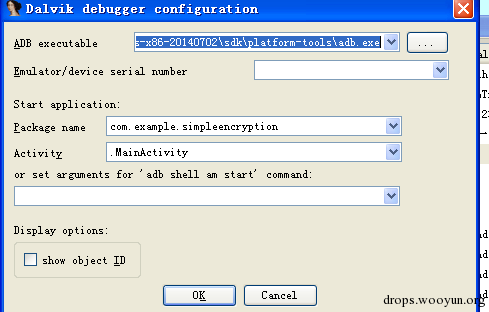 Dalvik debugger configuration
ADB executable
s-x86-20140702\sdk\platform-tools\adb.exe
...
Emulator/device serial number
Start application:
Package name
com.example.simpleencryption
Activity
.MainActivity
or set arguments for 'adb shell am start' command:
Display options:
show object ID
OK
Cancel
drops.wooyun.org